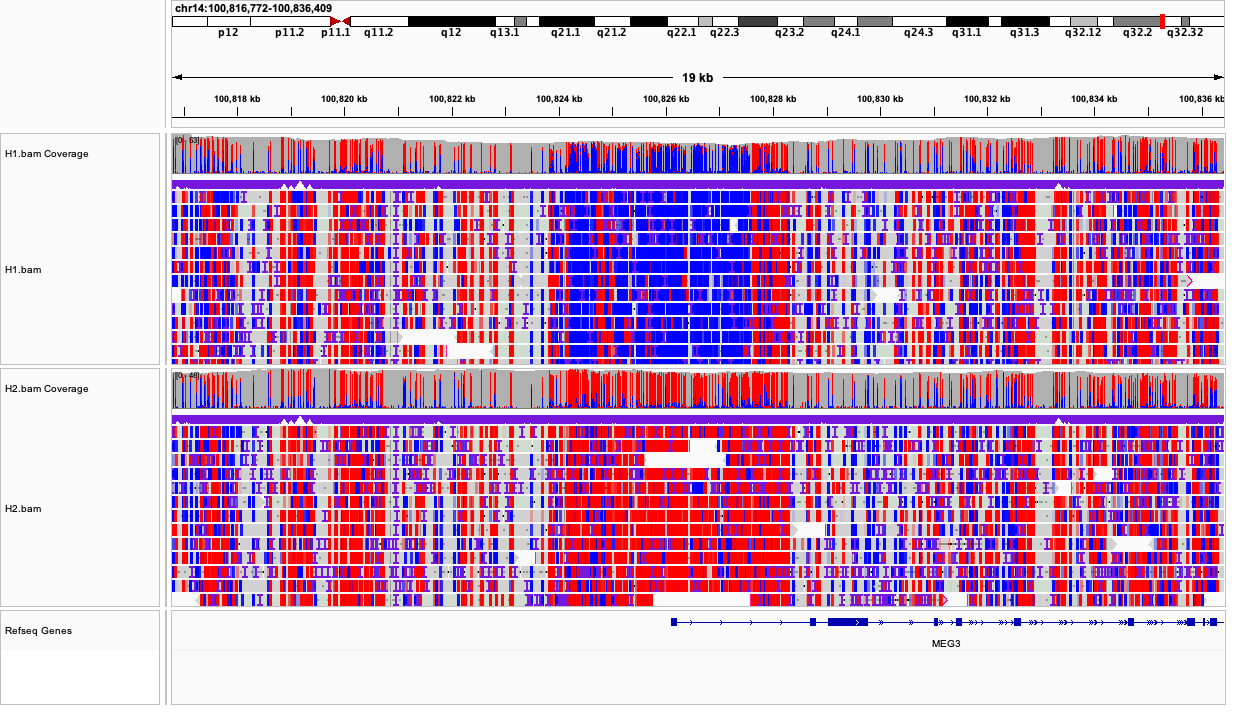 chr14:100,816,772-100,836,409
p12 p11.2 p11.1 q11.2 q12 q13.1 q21.1 q21.2 q22.1 q22.3 q23.2 q24.1 q24.3 q31.1 q31.3 q32.12 q32.2 q32.32
19 kb
100,818 kb 100,820 kb 100,822 kb 100,824 kb 100,826 kb 100,828 kb 100,830 kb 100,832 kb 100,834 kb 100,836 kb
[0 - 53]
H1.bam Coverage
H1.bam
[0 - 48]
H2.bam Coverage
H2.bam
Refseq Genes
MEG3